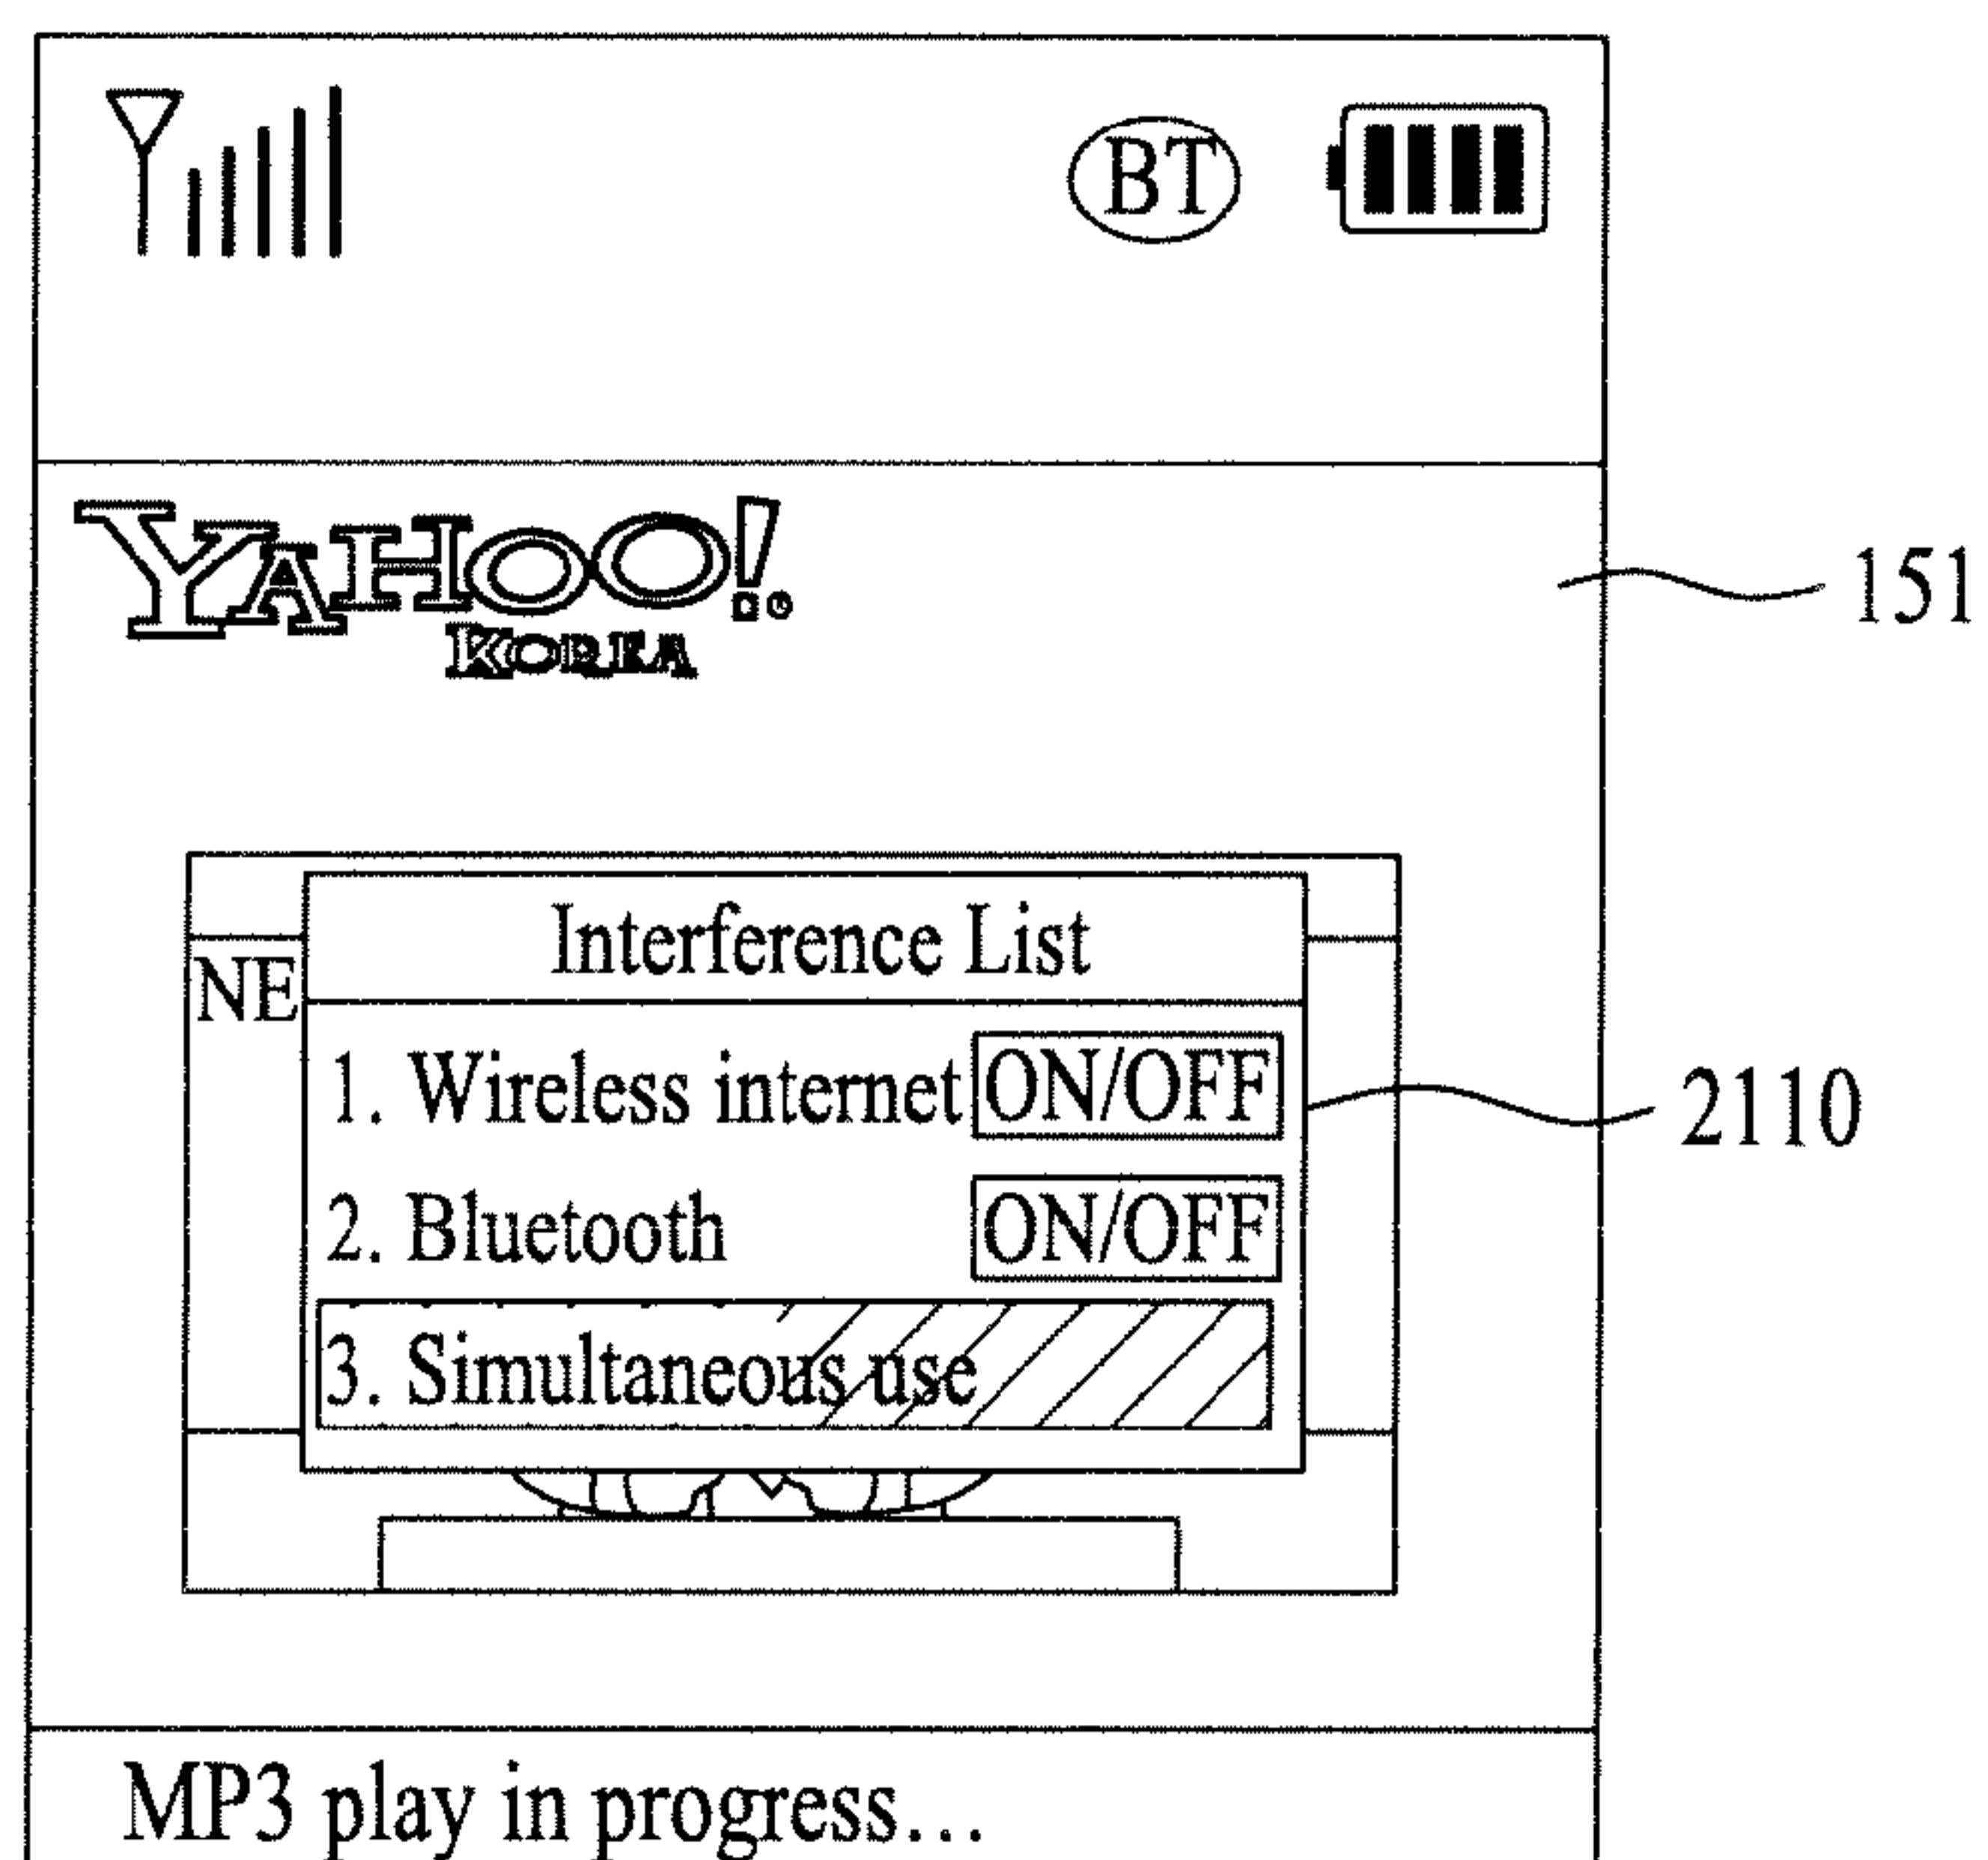 BT
YAHOO!
KOREA
151
Interference List
NE
1. Wireless internet ON/OFF
2110
2. Bluetooth ON/OFF
3. Simultaneous use
MP3 play in progress...